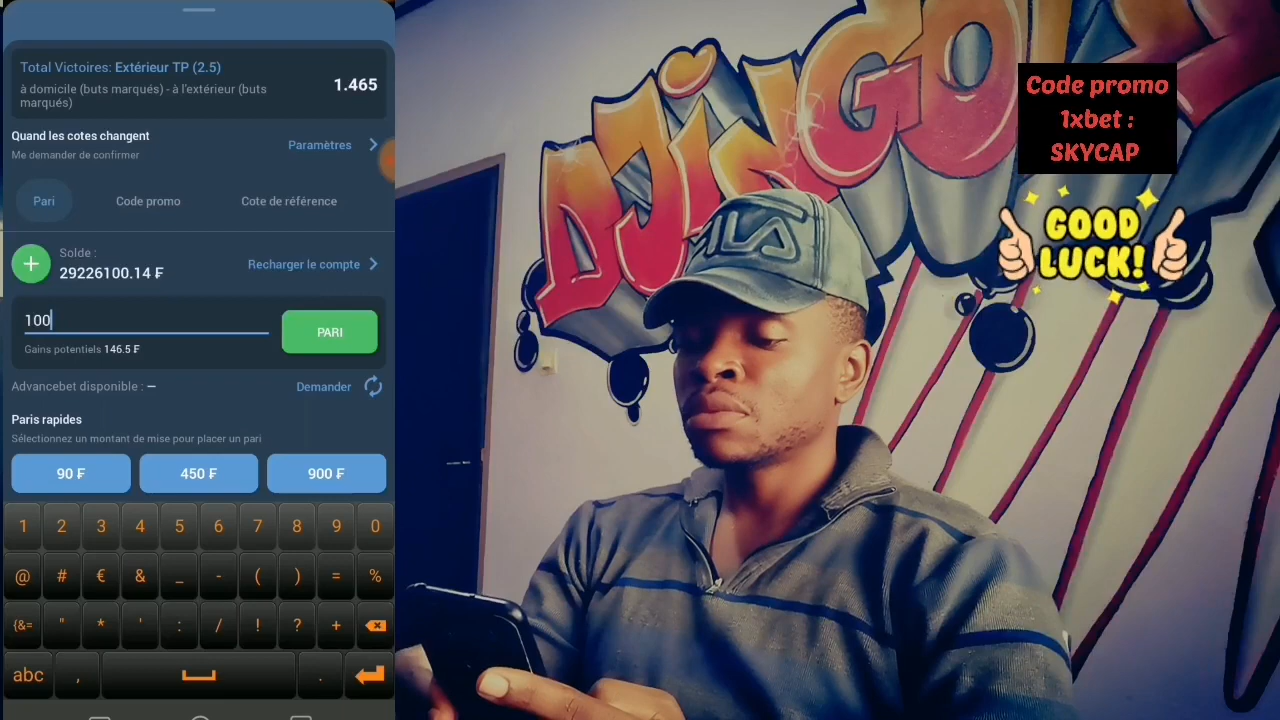 Total Victoires: Extérieur TP (2.5)
à domicile (buts marqués) - à l'extérieur (buts
marqués)
1.465
Quand les cotes changent
Me demander de confirmer
Paramètres
Pari
Code promo
Cote de référence
Solde :
29226100.14 ₣
Recharger le compte
100
PARI
Gains potentiels 146.5 ₣
Advancebet disponible : —
Demander
Paris rapides
Sélectionnez un montant de mise pour placer un pari
90 ₣ 450 ₣ 900 ₣
1 2 3 4 5 6 7 8 9 0
@ # € & _ - ( ) = %
{&= " * ' : / ! ? +
abc , .
DJINGO
FILA
Code promo
1xbet :
SKYCAP
GOOD
LUCK!